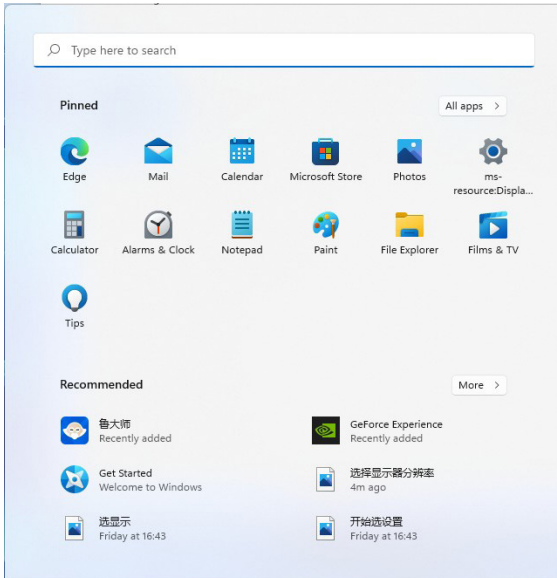 Type here to search
Pinned
All apps >
Edge
Mail
Calendar
Microsoft Store
Photos
ms-resource:Displa...
Calculator
Alarms & Clock
Notepad
Paint
File Explorer
Films & TV
Tips
Recommended
More >
鲁大师
Recently added
GeForce Experience
Recently added
Get Started
Welcome to Windows
选择显示器分辨率
4m ago
选显示
Friday at 16:43
开始选设置
Friday at 16:43